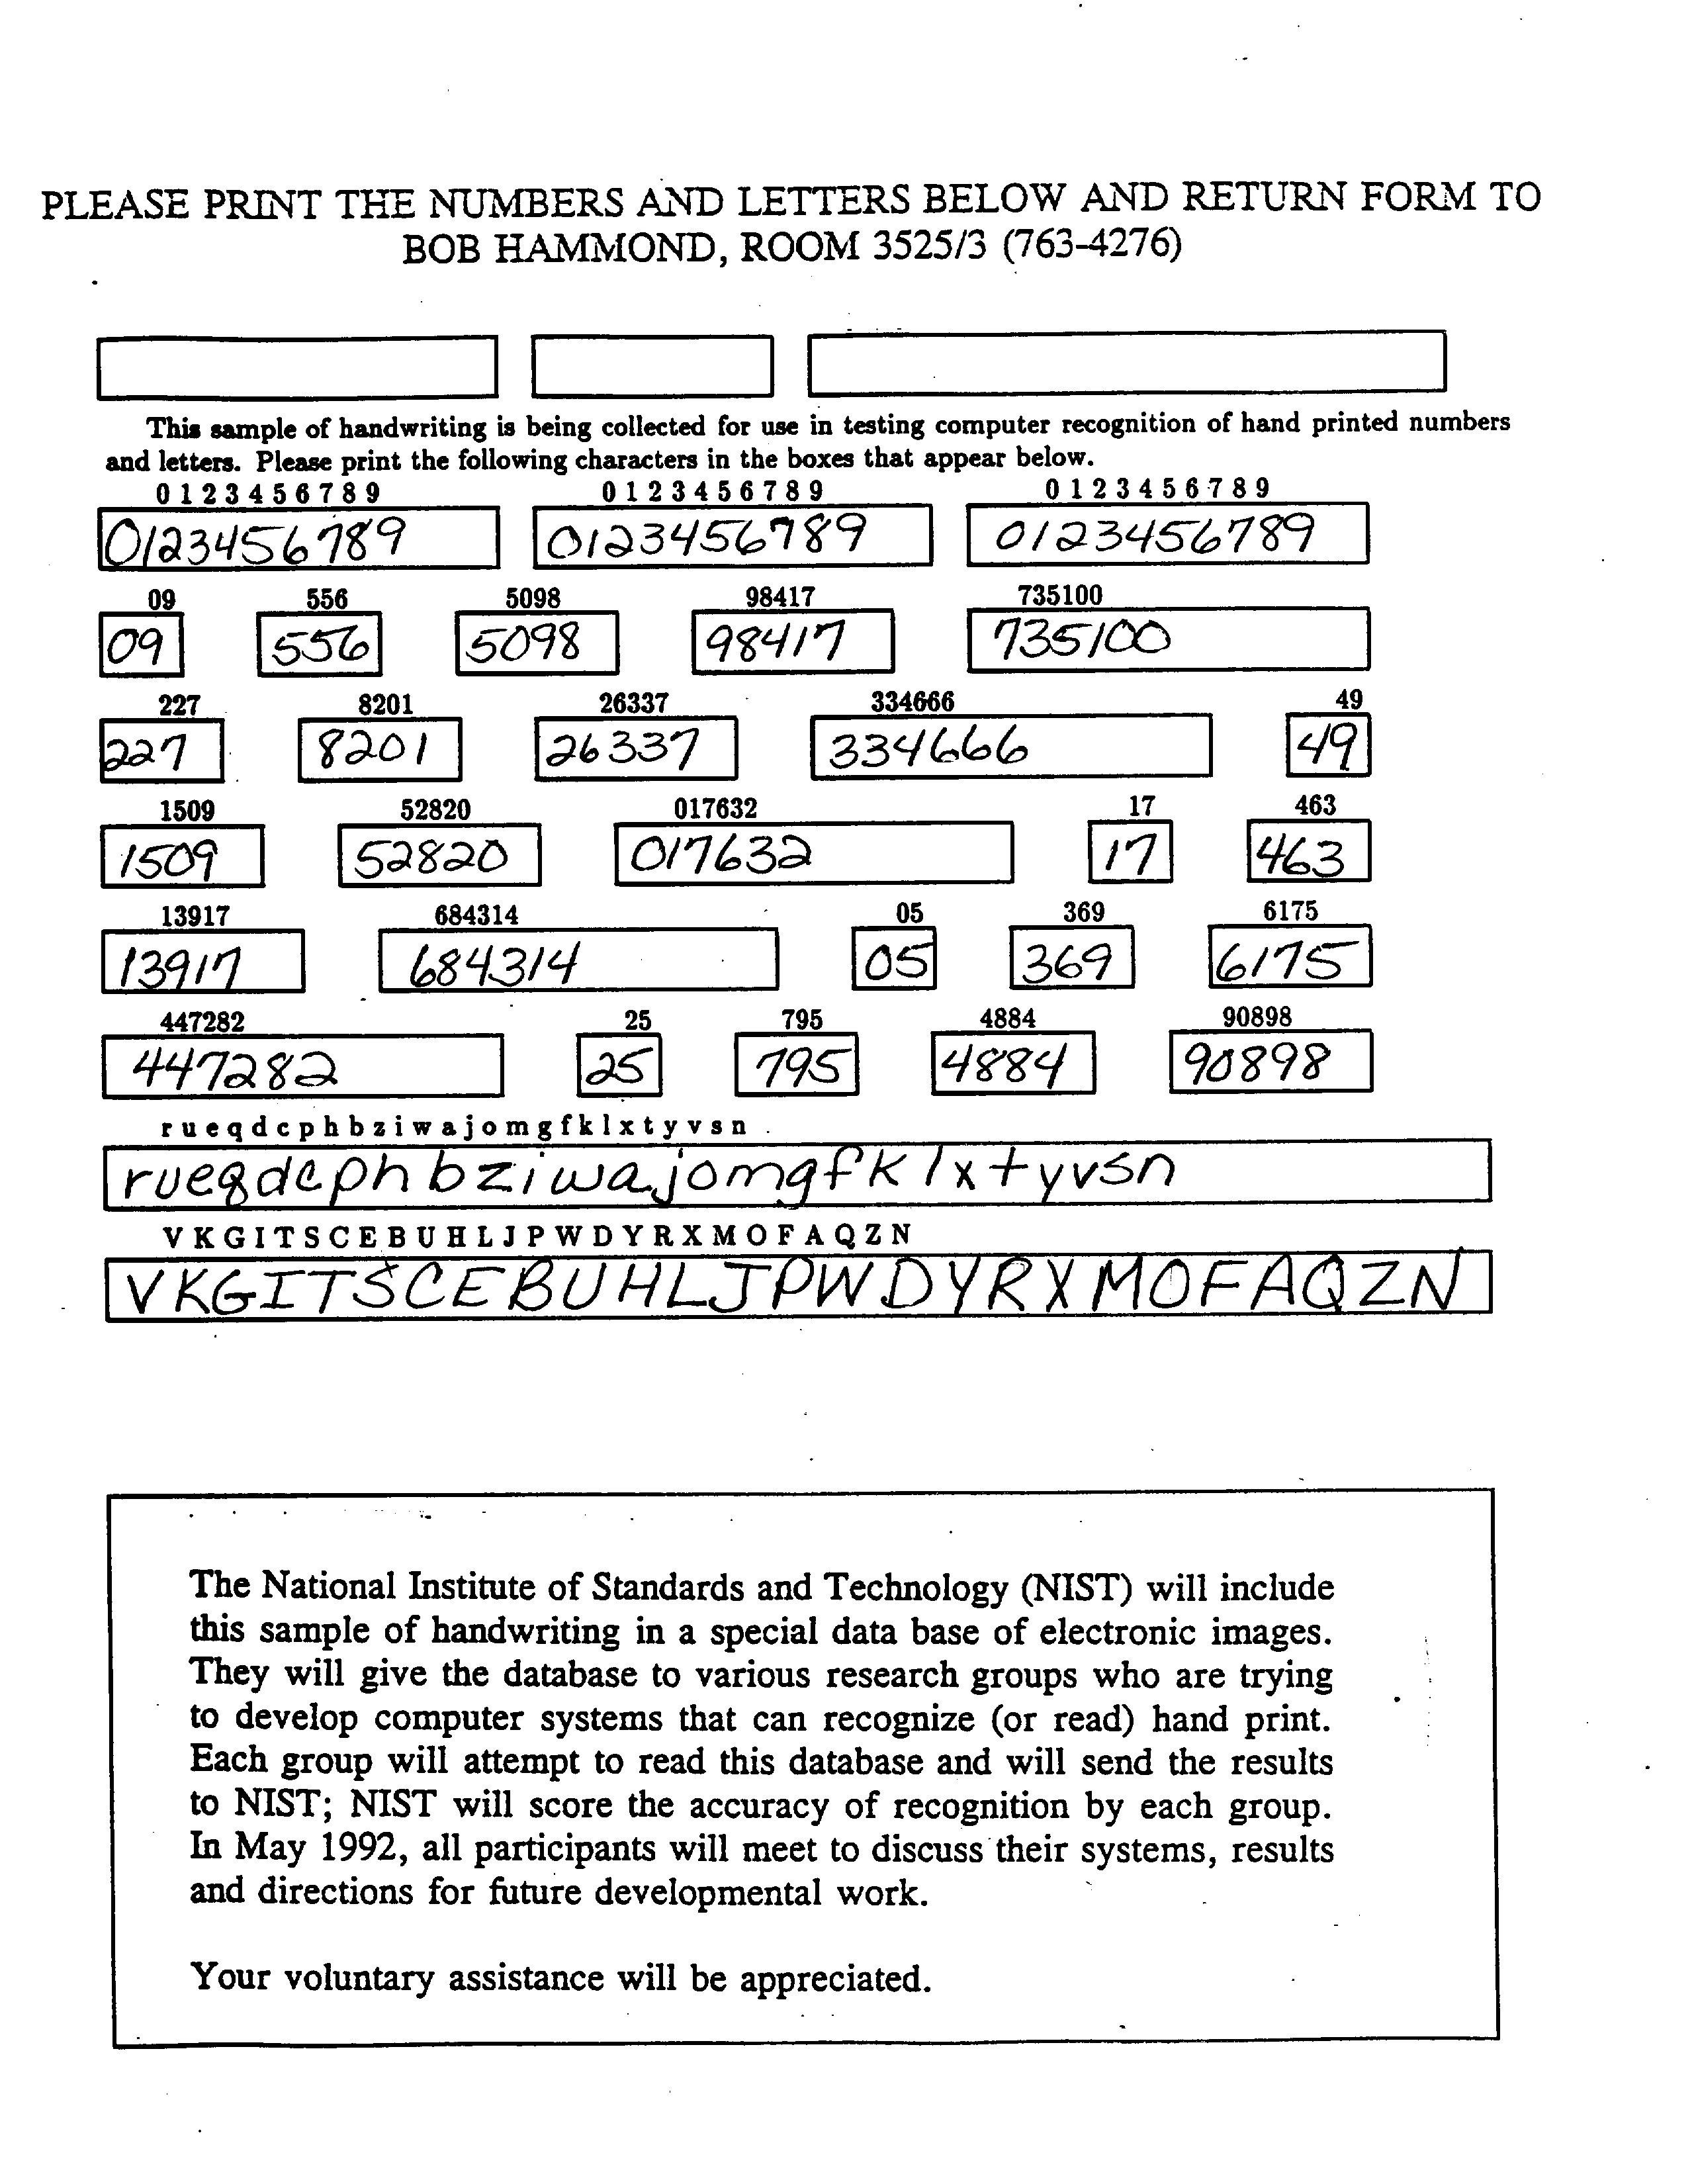 PLEASE PRINT THE NUMBERS AND LETTERS BELOW AND RETURN FORM TO
BOB HAMMOND, ROOM 3525/3 (763-4276)
This sample of handwriting is being collected for use in testing computer recognition of hand printed numbers
and letters. Please print the following characters in the boxes that appear below.
0 1 2 3 4 5 6 7 8 9 0 1 2 3 4 5 6 7 8 9 0 1 2 3 4 5 6 7 8 9
0123456789 0123456789 0123456789
09 556 5098 98417 735100
09 556 5098 98417 735100
227 8201 26337 334666 49
227 8201 26337 334666 49
1509 52820 017632 17 463
1509 52820 017632 17 463
13917 684314 05 369 6175
13917 684314 05 369 6175
447282 25 795 4884 90898
447282 25 795 4884 90898
r u e q d c p h b z i w a j o m g f k l x t y v s n
rueqdcphbziwajomgfklxtyvsn
V K G I T S C E B U H L J P W D Y R X M O F A Q Z N
VKGITSCEBUHLJPWDYRXMOFAQZN
The National Institute of Standards and Technology (NIST) will include
this sample of handwriting in a special data base of electronic images.
They will give the database to various research groups who are trying
to develop computer systems that can recognize (or read) hand print.
Each group will attempt to read this database and will send the results
to NIST; NIST will score the accuracy of recognition by each group.
In May 1992, all participants will meet to discuss their systems, results
and directions for future developmental work.
Your voluntary assistance will be appreciated.